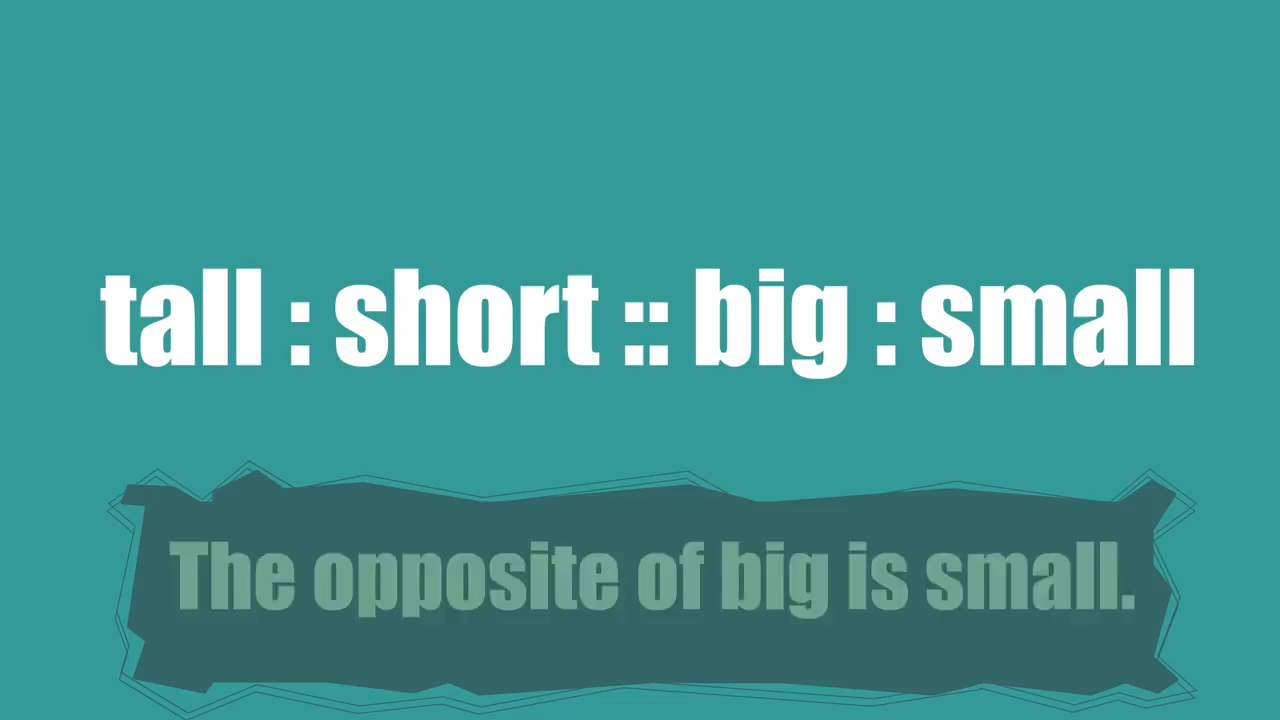 tall : short :: big : small
The opposite of big is small.